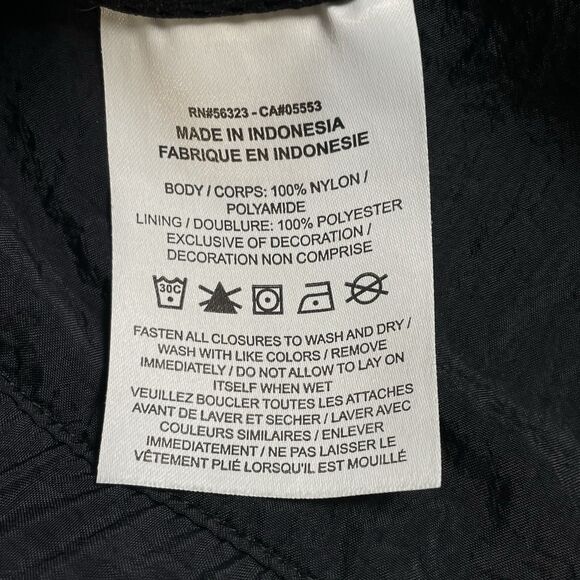 RN#56323 - CA#05553
MADE IN INDONESIA
FABRIQUE EN INDONESIE
BODY / CORPS: 100% NYLON /
POLYAMIDE
LINING / DOUBLURE: 100% POLYESTER
EXCLUSIVE OF DECORATION /
DECORATION NON COMPRISE
30C
FASTEN ALL CLOSURES TO WASH AND DRY /
WASH WITH LIKE COLORS / REMOVE
IMMEDIATELY / DO NOT ALLOW TO LAY ON
ITSELF WHEN WET
VEUILLEZ BOUCLER TOUTES LES ATTACHES
AVANT DE LAVER ET SECHER / LAVER AVEC
COULEURS SIMILAIRES / ENLEVER
IMMEDIATEMENT / NE PAS LAISSER LE
VÊTEMENT PLIÉ LORSQU'IL EST MOUILLÉ